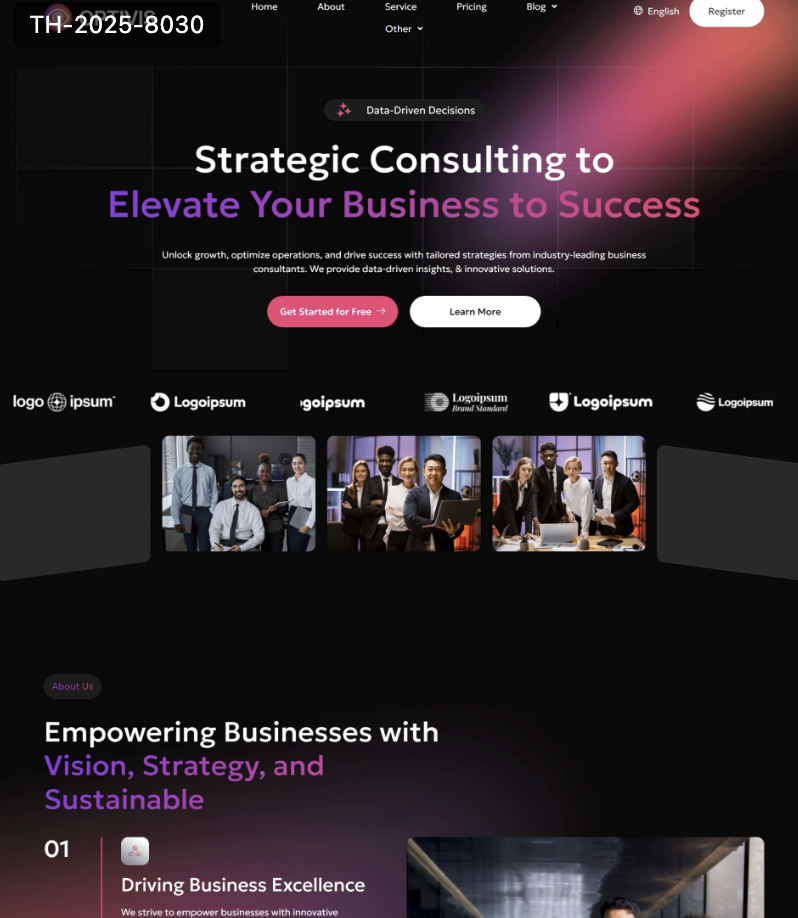 TH-2025-8030
OPTIVIS
Home
About
Service
Pricing
Blog
Other
English
Register
Data-Driven Decisions
Strategic Consulting to
Elevate Your Business to Success
Unlock growth, optimize operations, and drive success with tailored strategies from industry-leading business
consultants. We provide data-driven insights, & innovative solutions.
Get Started for Free
Learn More
logo ipsum
Logoipsum
goipsum
Logoipsum
Brand Standard
Logoipsum
Logoipsum
About Us
Empowering Businesses with
Vision, Strategy, and
Sustainable
01
Driving Business Excellence
We strive to empower businesses with innovative